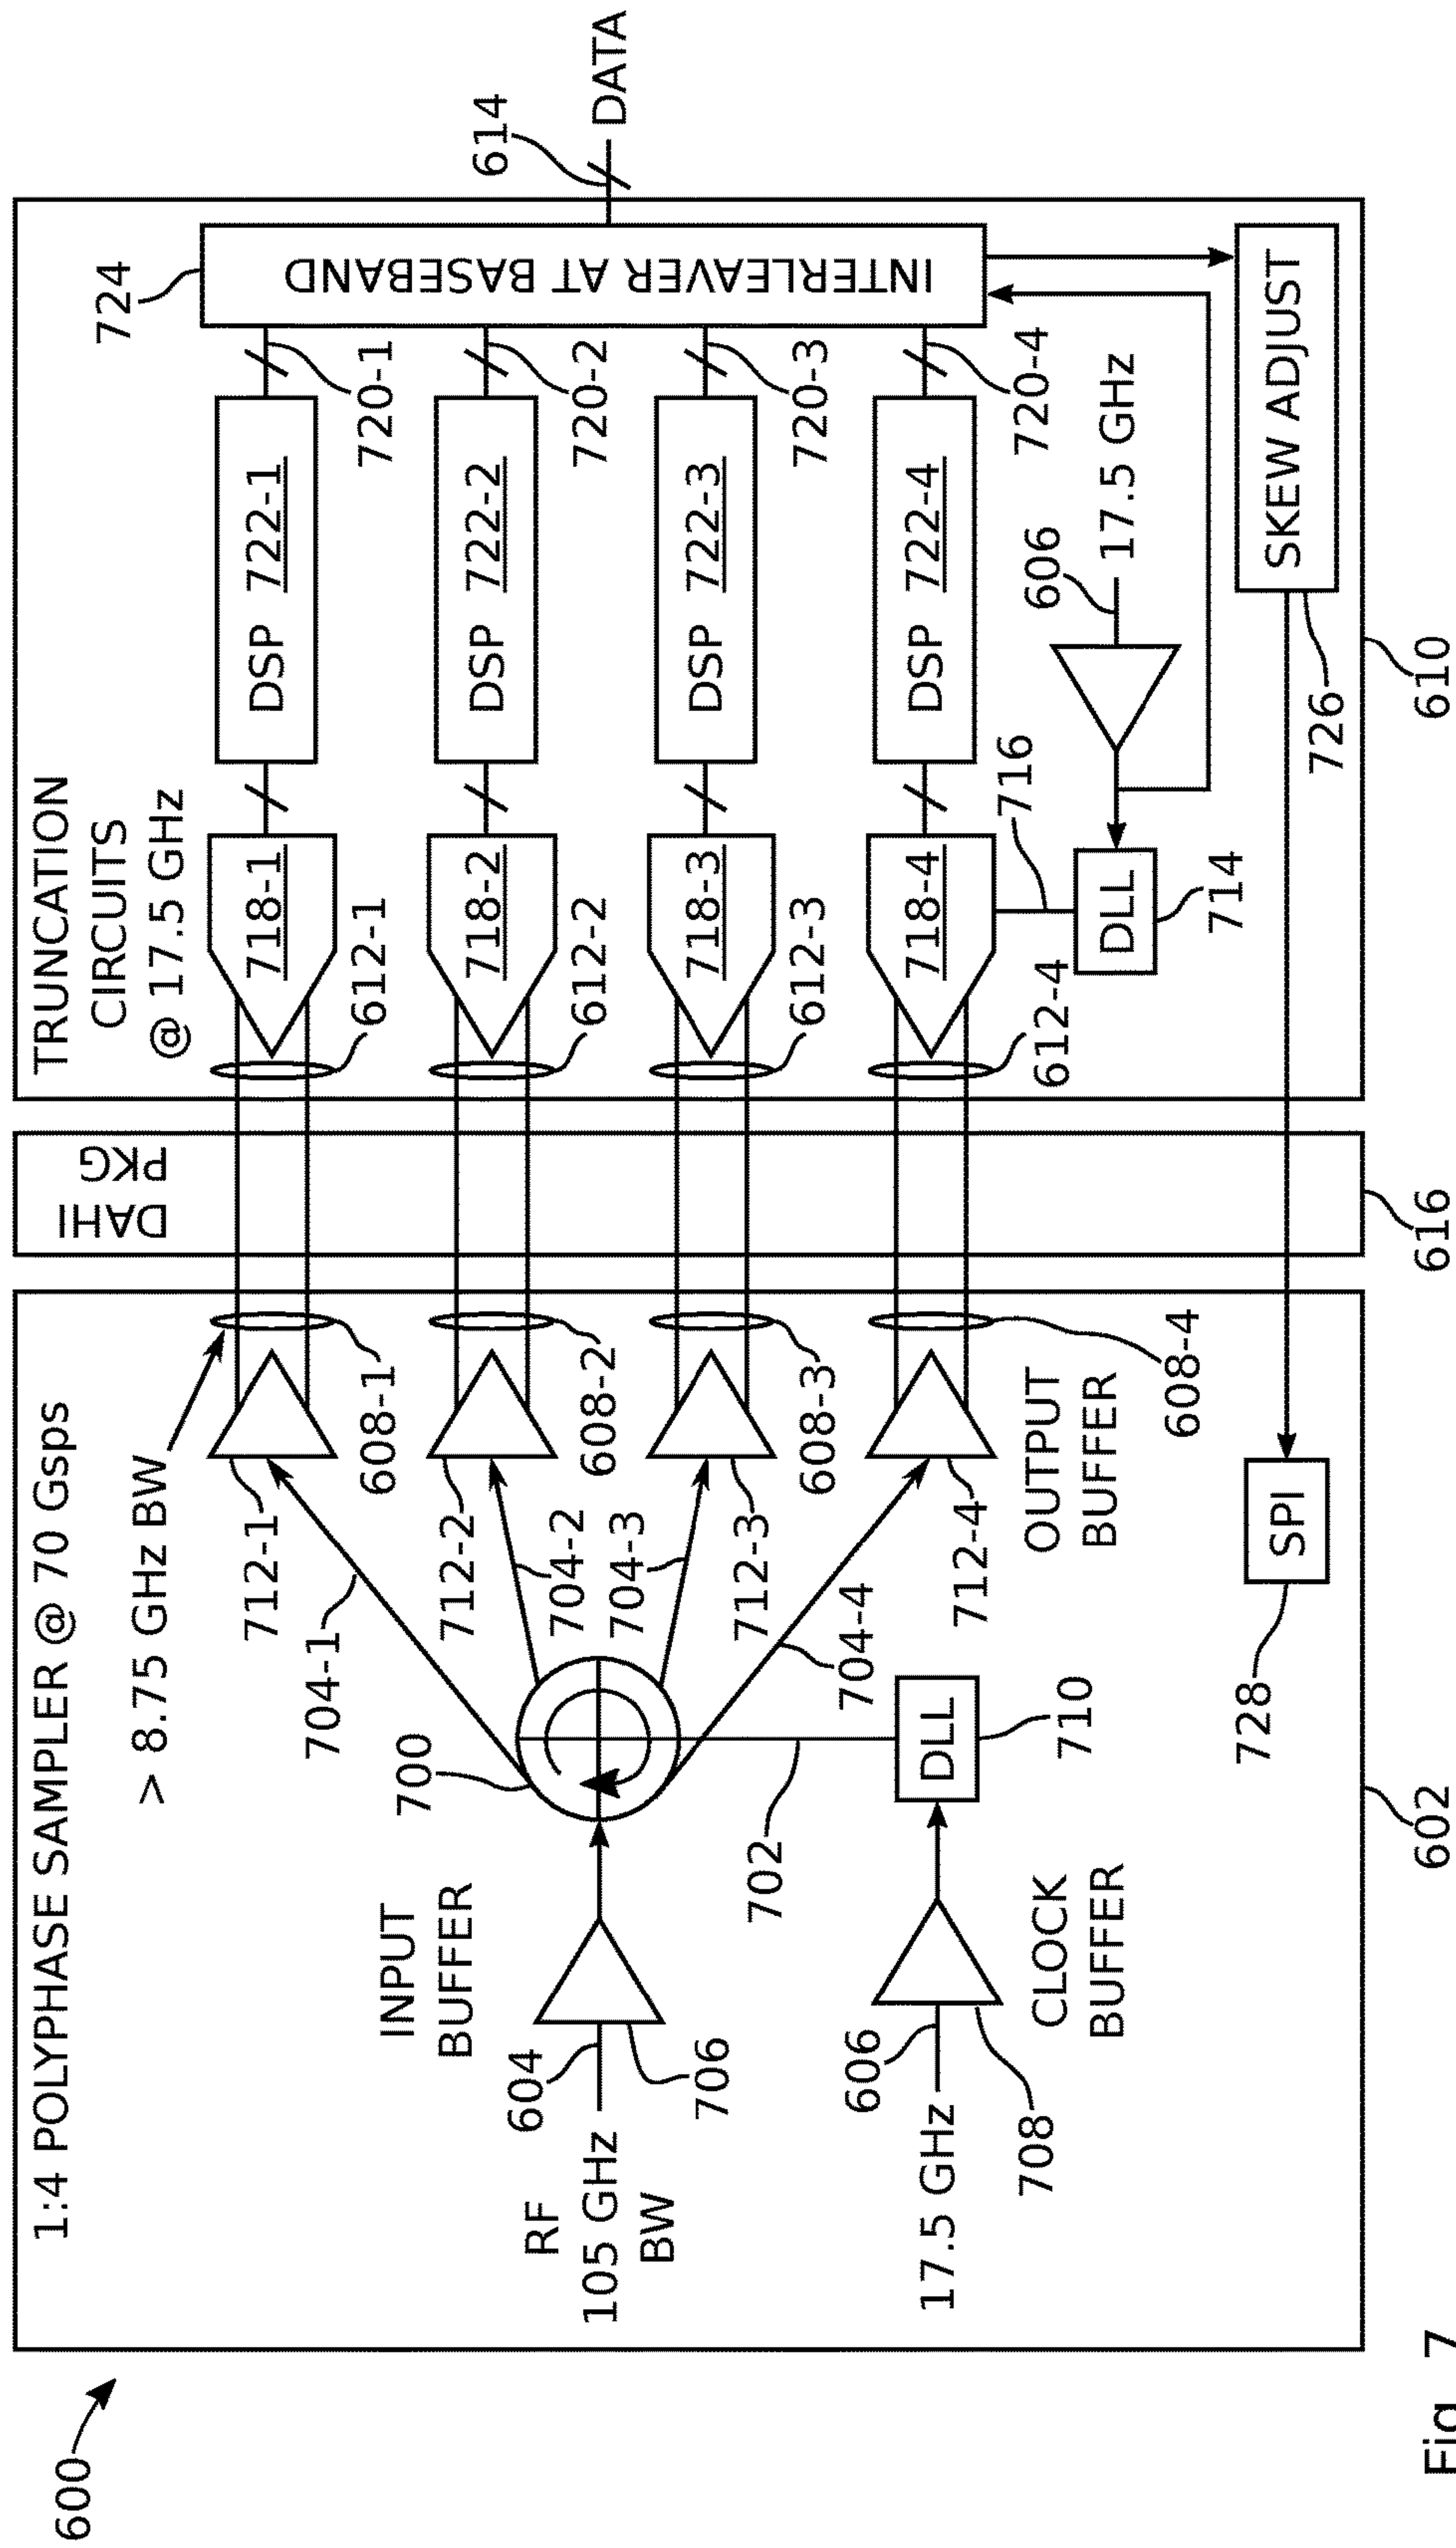 600
1:4 POLYPHASE SAMPLER @ 70 Gsps
> 8.75 GHz BW
RF
105 GHz
BW
604
INPUT
BUFFER
706
700
702
704-1
704-2
704-3
704-4
712-1
712-2
712-3
712-4
608-1
608-2
608-3
608-4
OUTPUT
BUFFER
17.5 GHz
606
708
CLOCK
BUFFER
DLL
710
SPI
728
602
DAHI
PKG
616
TRUNCATION
CIRCUITS
@ 17.5 GHz
612-1
612-2
612-3
612-4
718-1
718-2
718-3
718-4
DSP 722-1
DSP 722-2
DSP 722-3
DSP 722-4
720-1
720-2
720-3
720-4
724
INTERLEAVER AT BASEBAND
614
DATA
716
DLL
714
606
17.5 GHz
SKEW ADJUST
726
610
Fig. 7